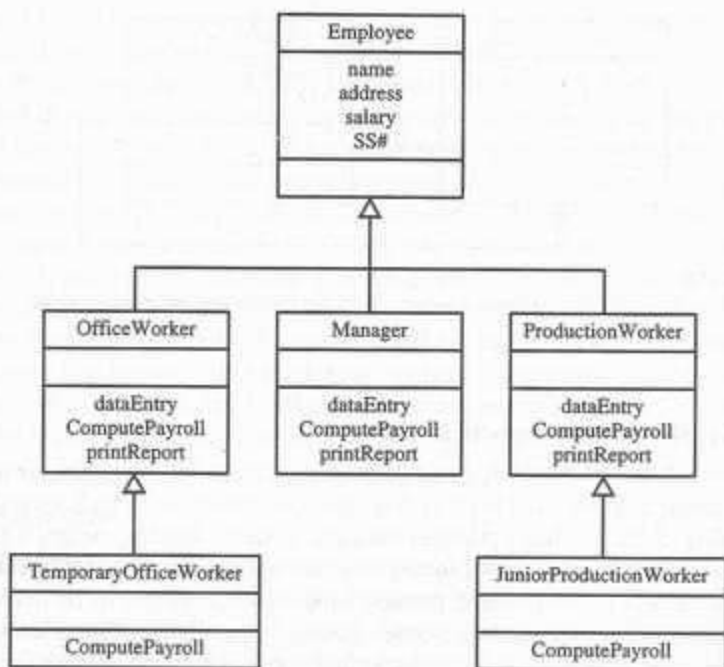 Employee
name
address
salary
SS#
OfficeWorker
dataEntry
ComputePayroll
printReport
Manager
dataEntry
ComputePayroll
printReport
ProductionWorker
dataEntry
ComputePayroll
printReport
TemporaryOfficeWorker
ComputePayroll
JuniorProductionWorker
ComputePayroll